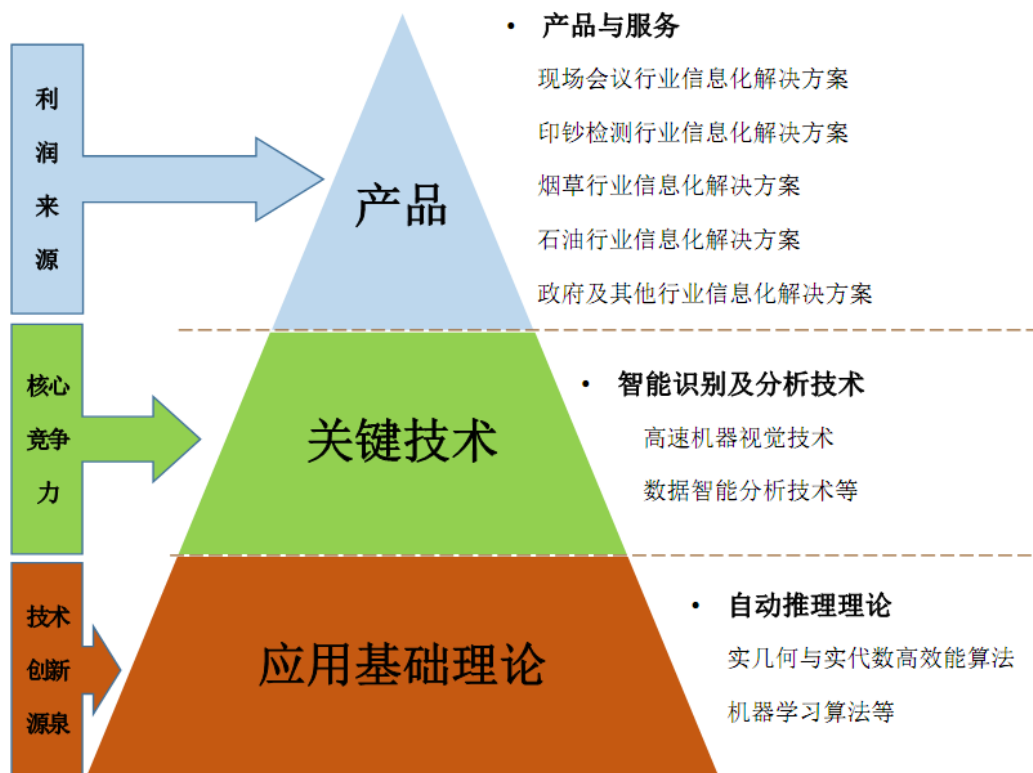 利
润
来
源
产品
• 产品与服务
现场会议行业信息化解决方案
印钞检测行业信息化解决方案
烟草行业信息化解决方案
石油行业信息化解决方案
政府及其他行业信息化解决方案
核心
竞争
力
关键技术
• 智能识别及分析技术
高速机器视觉技术
数据智能分析技术等
技术
创新
源泉
应用基础理论
• 自动推理理论
实几何与实代数高效能算法
机器学习算法等